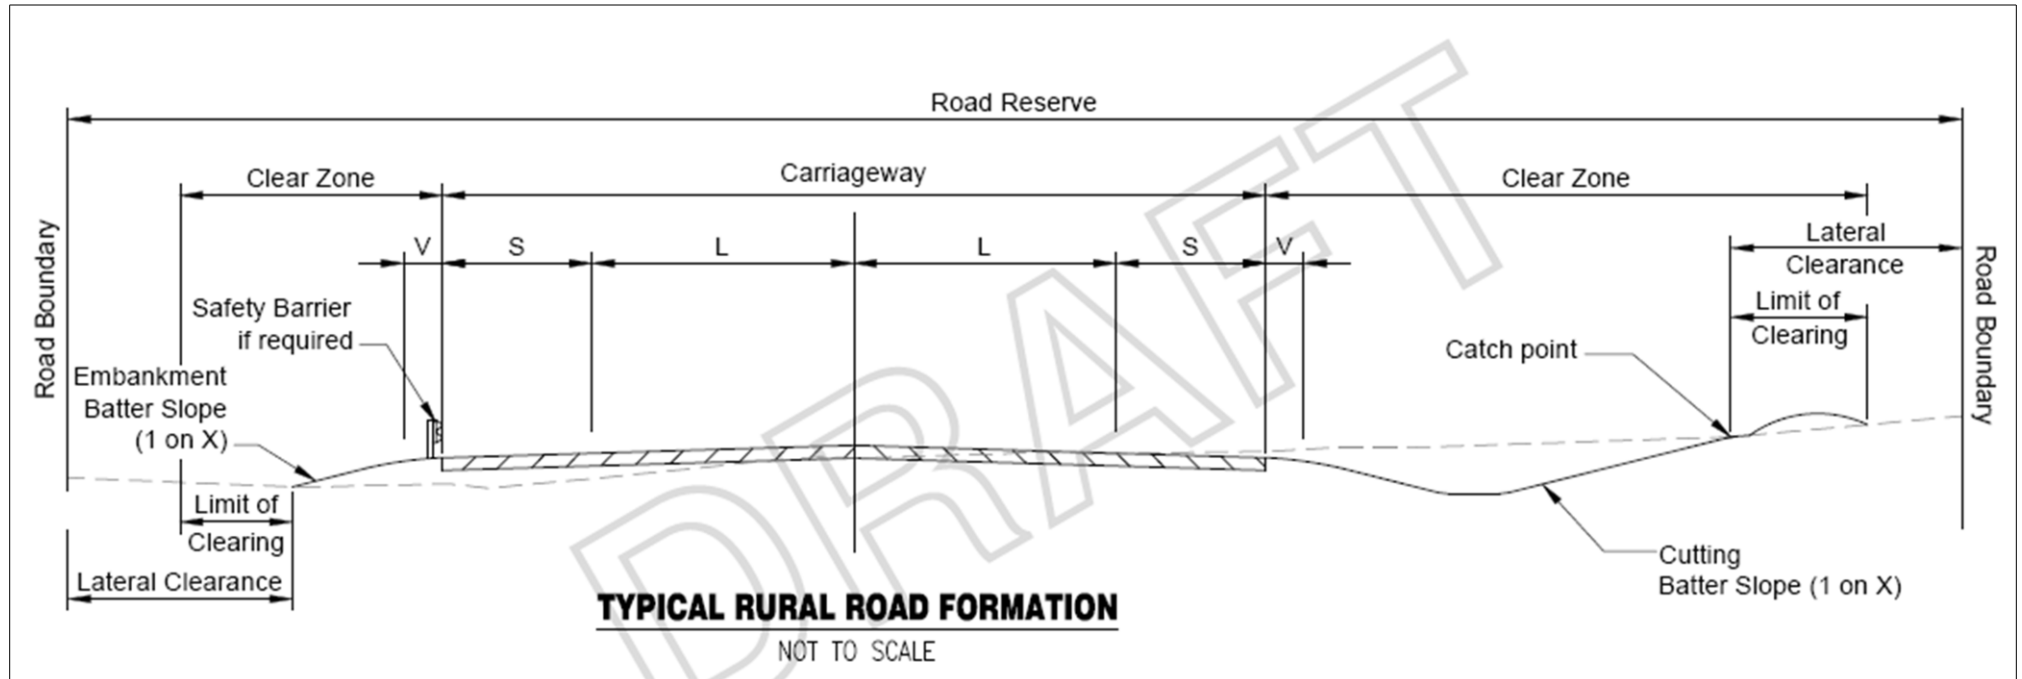 Road Reserve
Clear Zone
Carriageway
Clear Zone
V
S
L
L
S
V
Lateral
Clearance
Limit of
Clearing
Road Boundary
Road Boundary
Safety Barrier
if required
Catch point
Embankment
Batter Slope
(1 on X)
Limit of
Clearing
Lateral Clearance
Cutting
Batter Slope (1 on X)
TYPICAL RURAL ROAD FORMATION
NOT TO SCALE
DRAFT